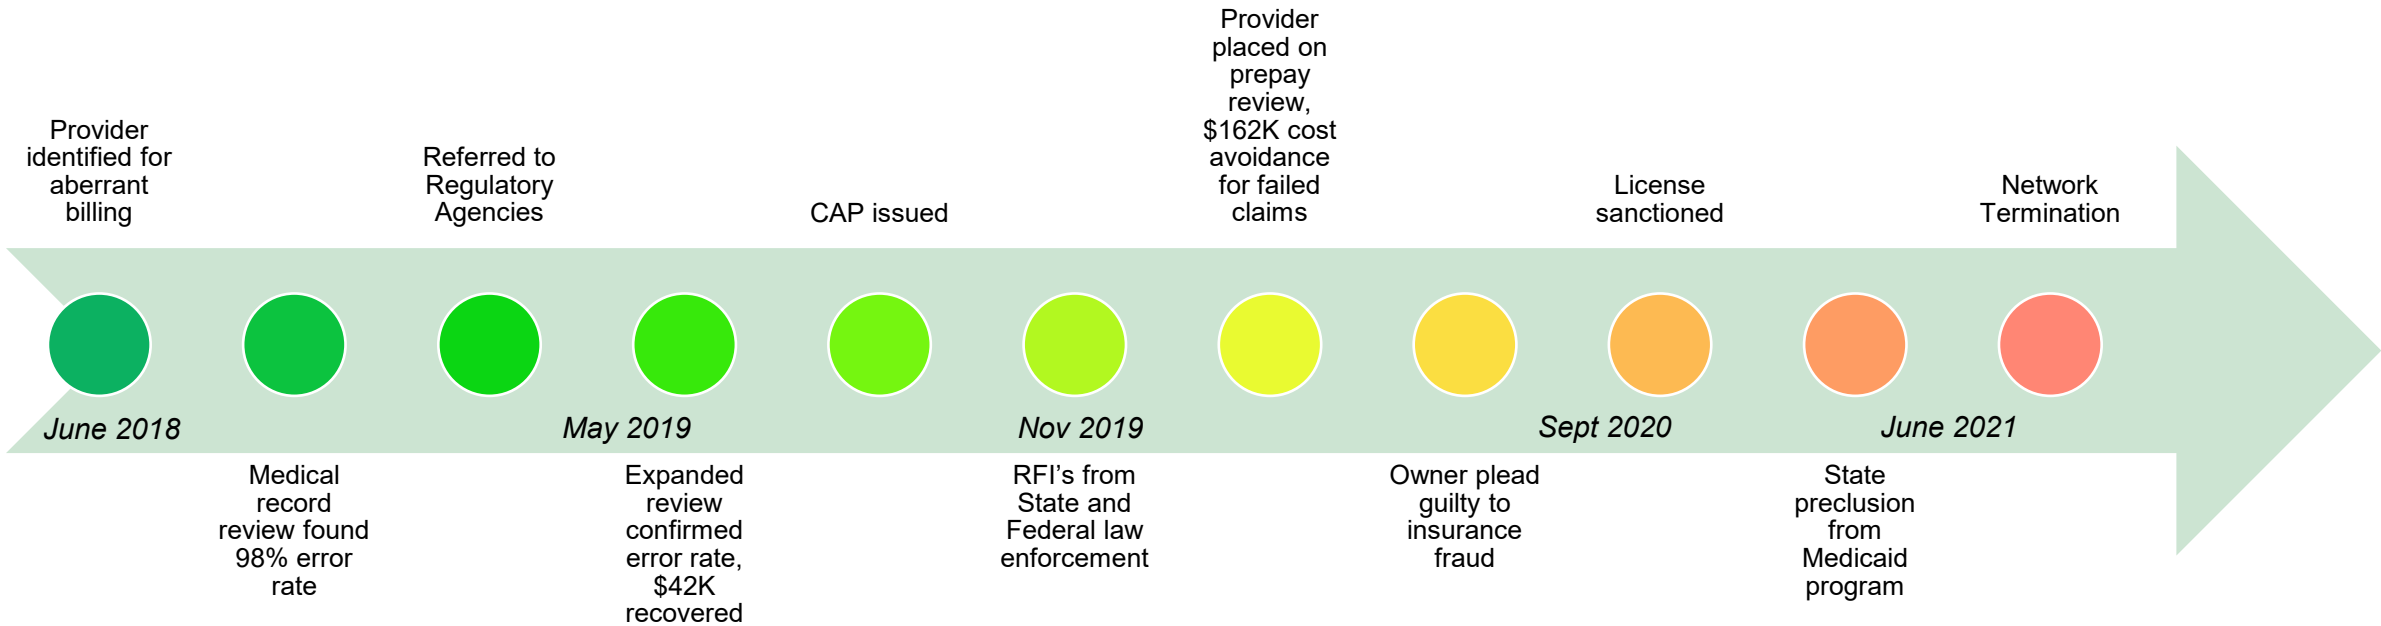 Provider
identified for
aberrant
billing
Referred to
Regulatory
Agencies
CAP issued
Provider
placed on
prepay
review,
$162K cost
avoidance
for failed
claims
License
sanctioned
Network
Termination
June 2018
May 2019
Nov 2019
Sept 2020
June 2021
Medical
record
review found
98% error
rate
Expanded
review
confirmed
error rate,
$42K
recovered
RFI’s from
State and
Federal law
enforcement
Owner plead
guilty to
insurance
fraud
State
preclusion
from
Medicaid
program